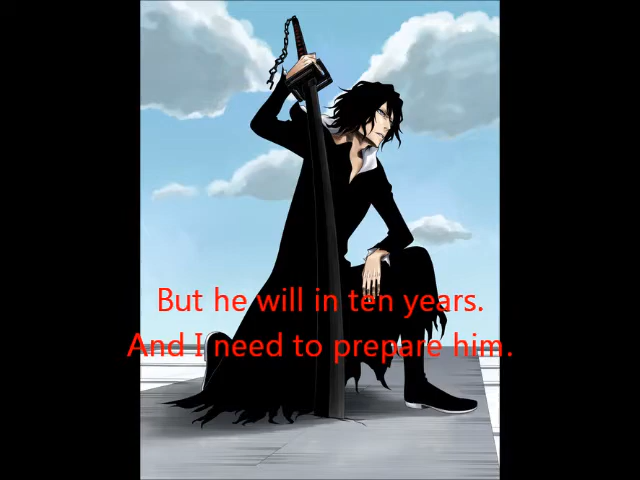 But he will in ten years.
And I need to prepare him.